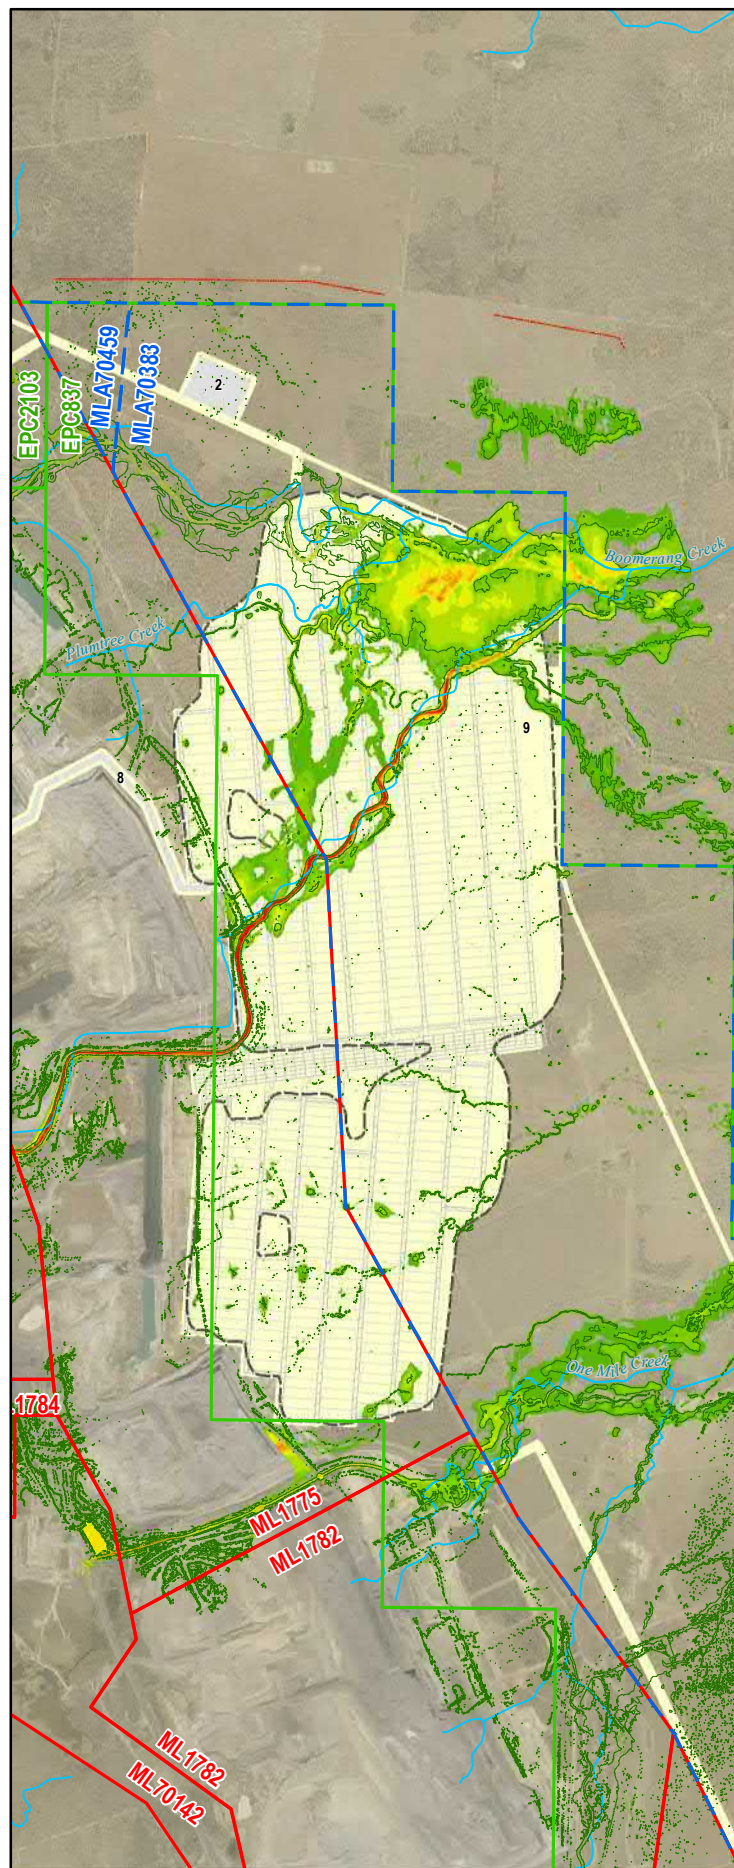 2
EPC2103
EPC837
MLA70459
MLA70383
Boomerang Creek
Plumtree Creek
9
8
One Mile Creek
.1784
ML1775
ML1782
ML1782
ML70142